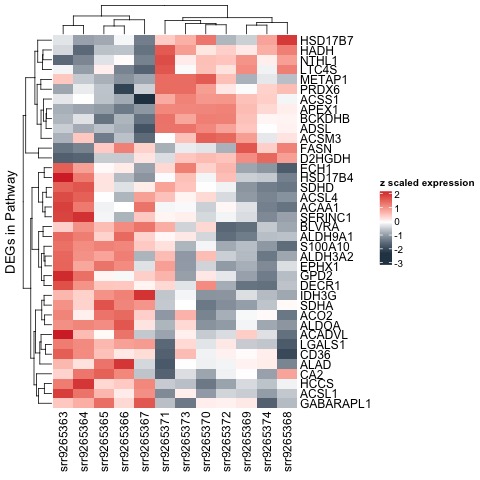 HSD17B7
HADH
NTHL1
LTC4S
METAP1
PRDX6
ACSS1
APEX1
BCKDHB
ADSL
ACSM3
FASN
D2HGDH
ECH1
HSD17B4
SDHD
ACSL4
ACAA1
SERINC1
BLVRA
ALDH9A1
S100A10
ALDH3A2
EPHX1
GPD2
DECR1
IDH3G
SDHA
ACO2
ALDOA
ACADVL
LGALS1
CD36
ALAD
CA2
HCCS
ACSL1
GABARAPL1
DEGs in Pathway
z scaled expression
2
1
0
-1
-2
-3
srr9265363
srr9265364
srr9265365
srr9265366
srr9265367
srr9265371
srr9265373
srr9265370
srr9265372
srr9265369
srr9265374
srr9265368